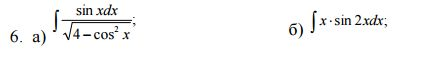 6. а) ∫ sin xdx / √(4 − cos² x);
б) ∫ x · sin 2xdx;